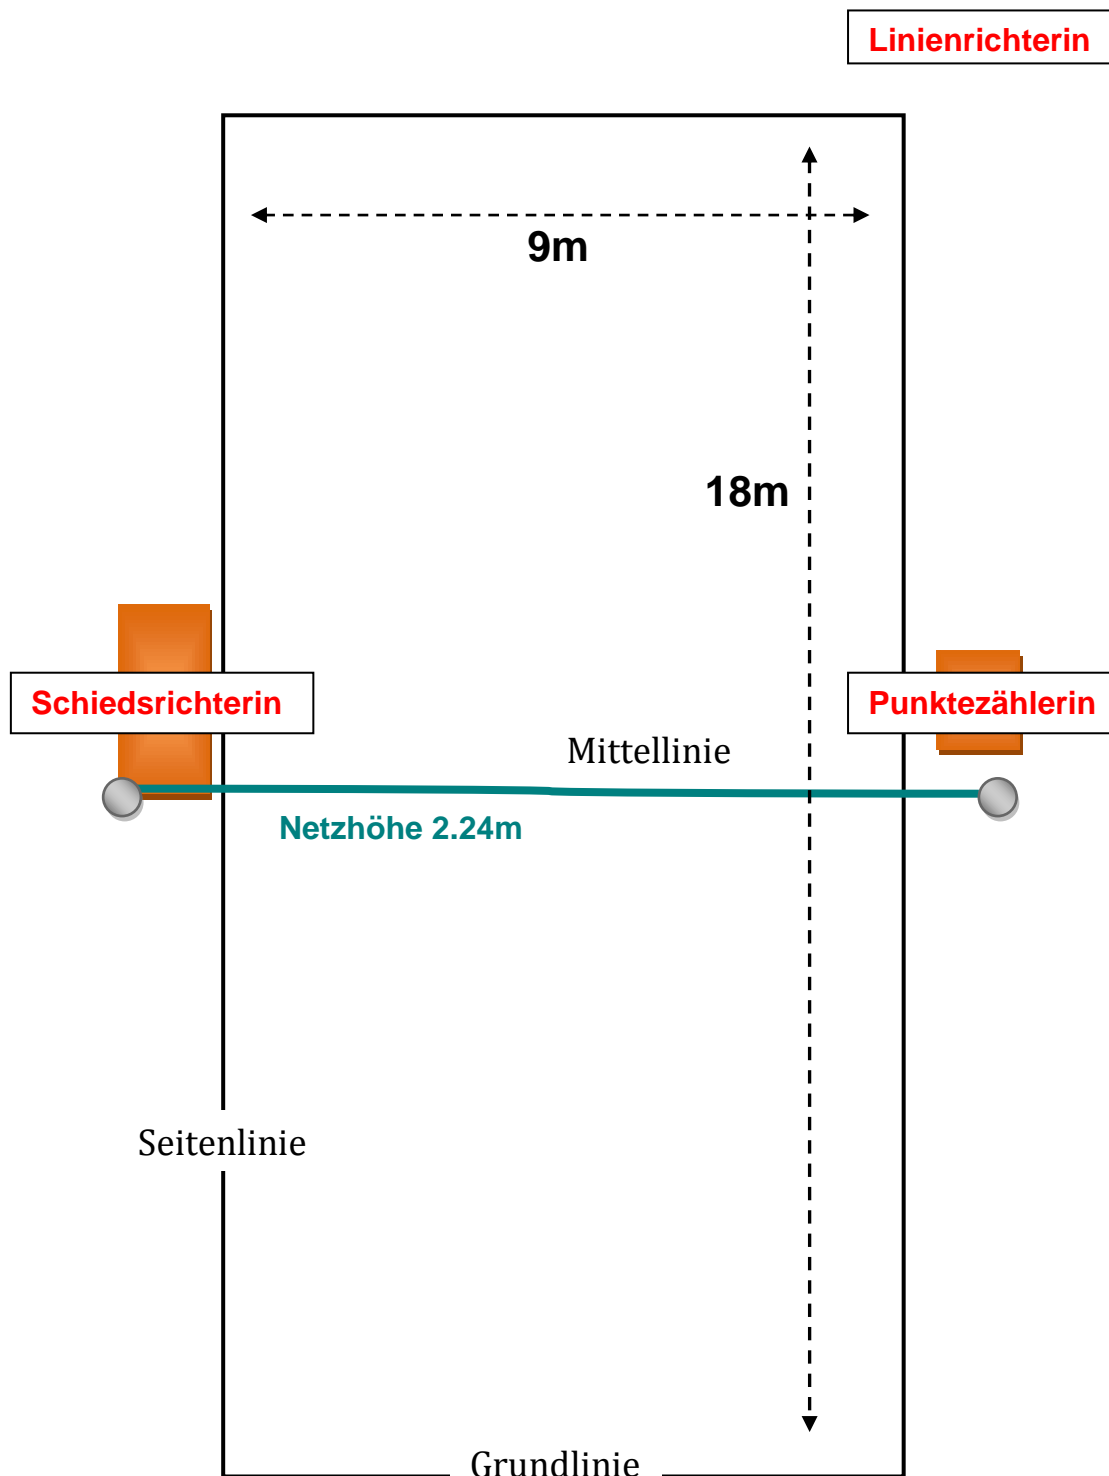 Linienrichterin
9m
18m
Schiedsrichterin
Punktezählerin
Mittellinie
Netzhöhe 2.24m
Seitenlinie
Grundlinie